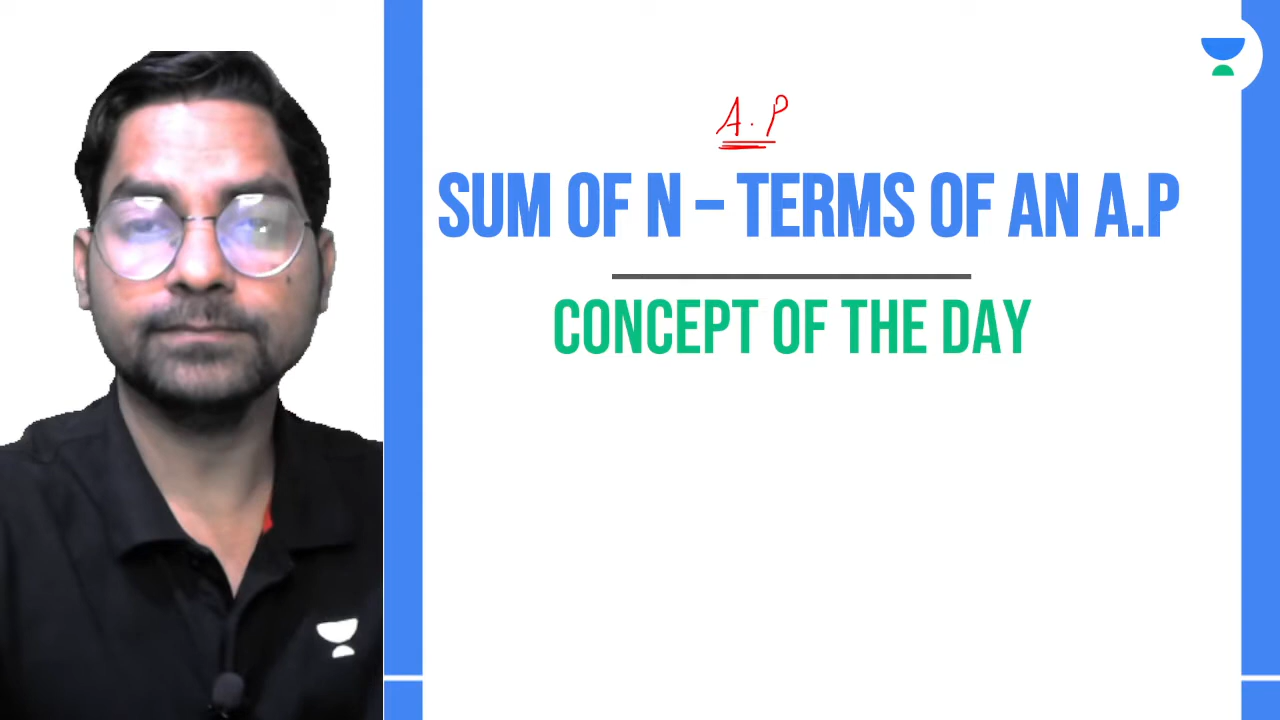 A.P
SUM OF N – TERMS OF AN A.P
CONCEPT OF THE DAY